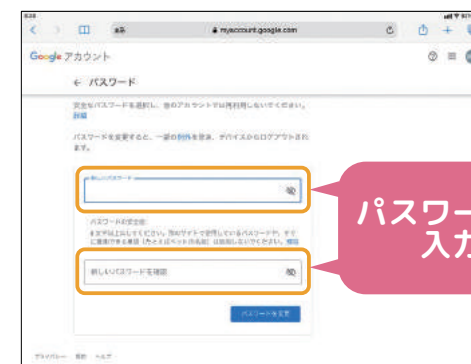 8:38
ああ
myaccount.google.com
Google アカウント
← パスワード
安全なパスワードを選択し、他のアカウントでは再利用しないでください。
詳細
パスワードを変更すると、一部の例外を除き、デバイスからログアウトされ
ます。
新しいパスワード
パスワードの安全度:
8 文字以上にしてください。別のサイトで使用しているパスワードや、すぐ
に推測できる単語（たとえばペットの名前）は使用しないでください。理由
新しいパスワードを確認
パスワードを変更
プライバシー 規約 ヘルプ
パスワー
入力